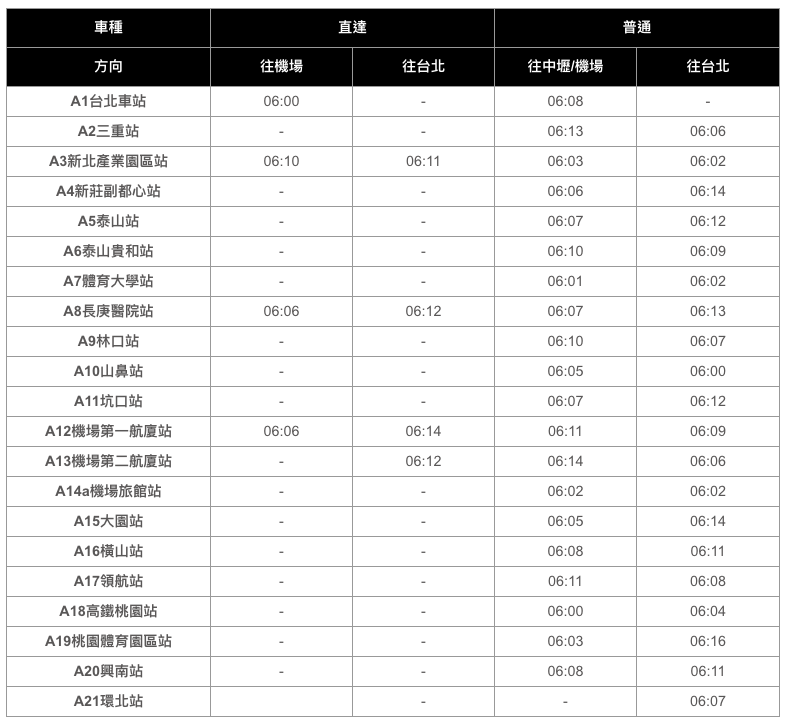 車種 直達 普通
方向 往機場 往台北 往中壢/機場 往台北
A1台北車站 06:00 - 06:08 -
A2三重站 - - 06:13 06:06
A3新北產業園區站 06:10 06:11 06:03 06:02
A4新莊副都心站 - - 06:06 06:14
A5泰山站 - - 06:07 06:12
A6泰山貴和站 - - 06:10 06:09
A7體育大學站 - - 06:01 06:02
A8長庚醫院站 06:06 06:12 06:07 06:13
A9林口站 - - 06:10 06:07
A10山鼻站 - - 06:05 06:00
A11坑口站 - - 06:07 06:12
A12機場第一航廈站 06:06 06:14 06:11 06:09
A13機場第二航廈站 - 06:12 06:14 06:06
A14a機場旅館站 - - 06:02 06:02
A15大園站 - - 06:05 06:14
A16橫山站 - - 06:08 06:11
A17領航站 - - 06:11 06:08
A18高鐵桃園站 - - 06:00 06:04
A19桃園體育園區站 - - 06:03 06:16
A20興南站 - - 06:08 06:11
A21環北站 - - 06:07